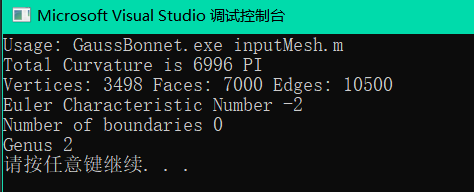 Microsoft Visual Studio 调试控制台
Usage: GaussBonnet.exe inputMesh.m
Total Curvature is 6996 PI
Vertices: 3498 Faces: 7000 Edges: 10500
Euler Characteristic Number -2
Number of boundaries 0
Genus 2
请按任意键继续. . .